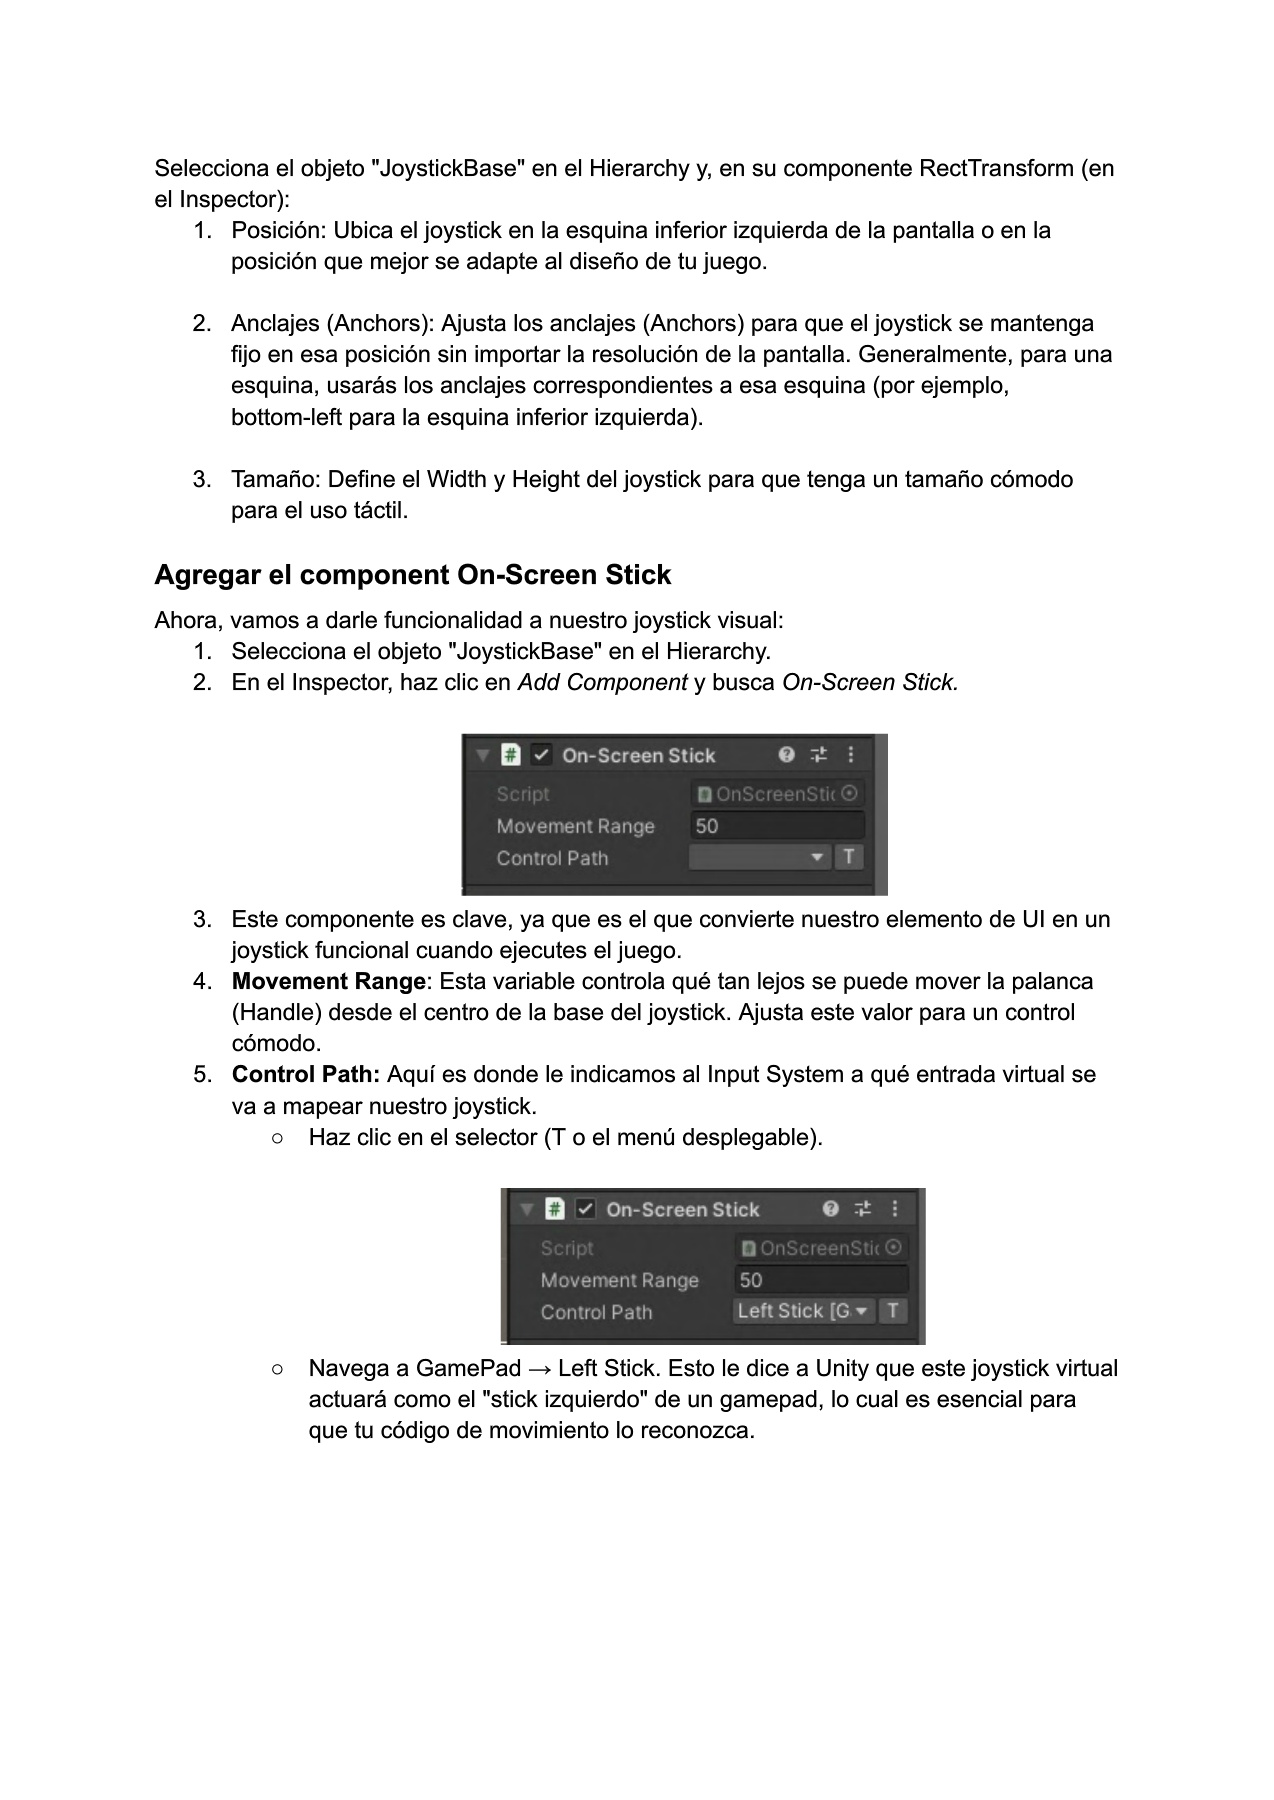 Selecciona el objeto "JoystickBase" en el Hierarchy y, en su componente RectTransform (en
el Inspector):
1. Posición: Ubica el joystick en la esquina inferior izquierda de la pantalla o en la
posición que mejor se adapte al diseño de tu juego.
2. Anclajes (Anchors): Ajusta los anclajes (Anchors) para que el joystick se mantenga
fijo en esa posición sin importar la resolución de la pantalla. Generalmente, para una
esquina, usarás los anclajes correspondientes a esa esquina (por ejemplo,
bottom-left para la esquina inferior izquierda).
3. Tamaño: Define el Width y Height del joystick para que tenga un tamaño cómodo
para el uso táctil.
Agregar el component On-Screen Stick
Ahora, vamos a darle funcionalidad a nuestro joystick visual:
1. Selecciona el objeto "JoystickBase" en el Hierarchy.
2. En el Inspector, haz clic en Add Component y busca On-Screen Stick.
# On-Screen Stick
Script OnScreenStic
Movement Range 50
Control Path T
3. Este componente es clave, ya que es el que convierte nuestro elemento de UI en un
joystick funcional cuando ejecutes el juego.
4. Movement Range: Esta variable controla qué tan lejos se puede mover la palanca
(Handle) desde el centro de la base del joystick. Ajusta este valor para un control
cómodo.
5. Control Path: Aquí es donde le indicamos al Input System a qué entrada virtual se
va a mapear nuestro joystick.
○ Haz clic en el selector (T o el menú desplegable).
# On-Screen Stick
Script OnScreenStic
Movement Range 50
Control Path Left Stick [G T
○ Navega a GamePad → Left Stick. Esto le dice a Unity que este joystick virtual
actuará como el "stick izquierdo" de un gamepad, lo cual es esencial para
que tu código de movimiento lo reconozca.